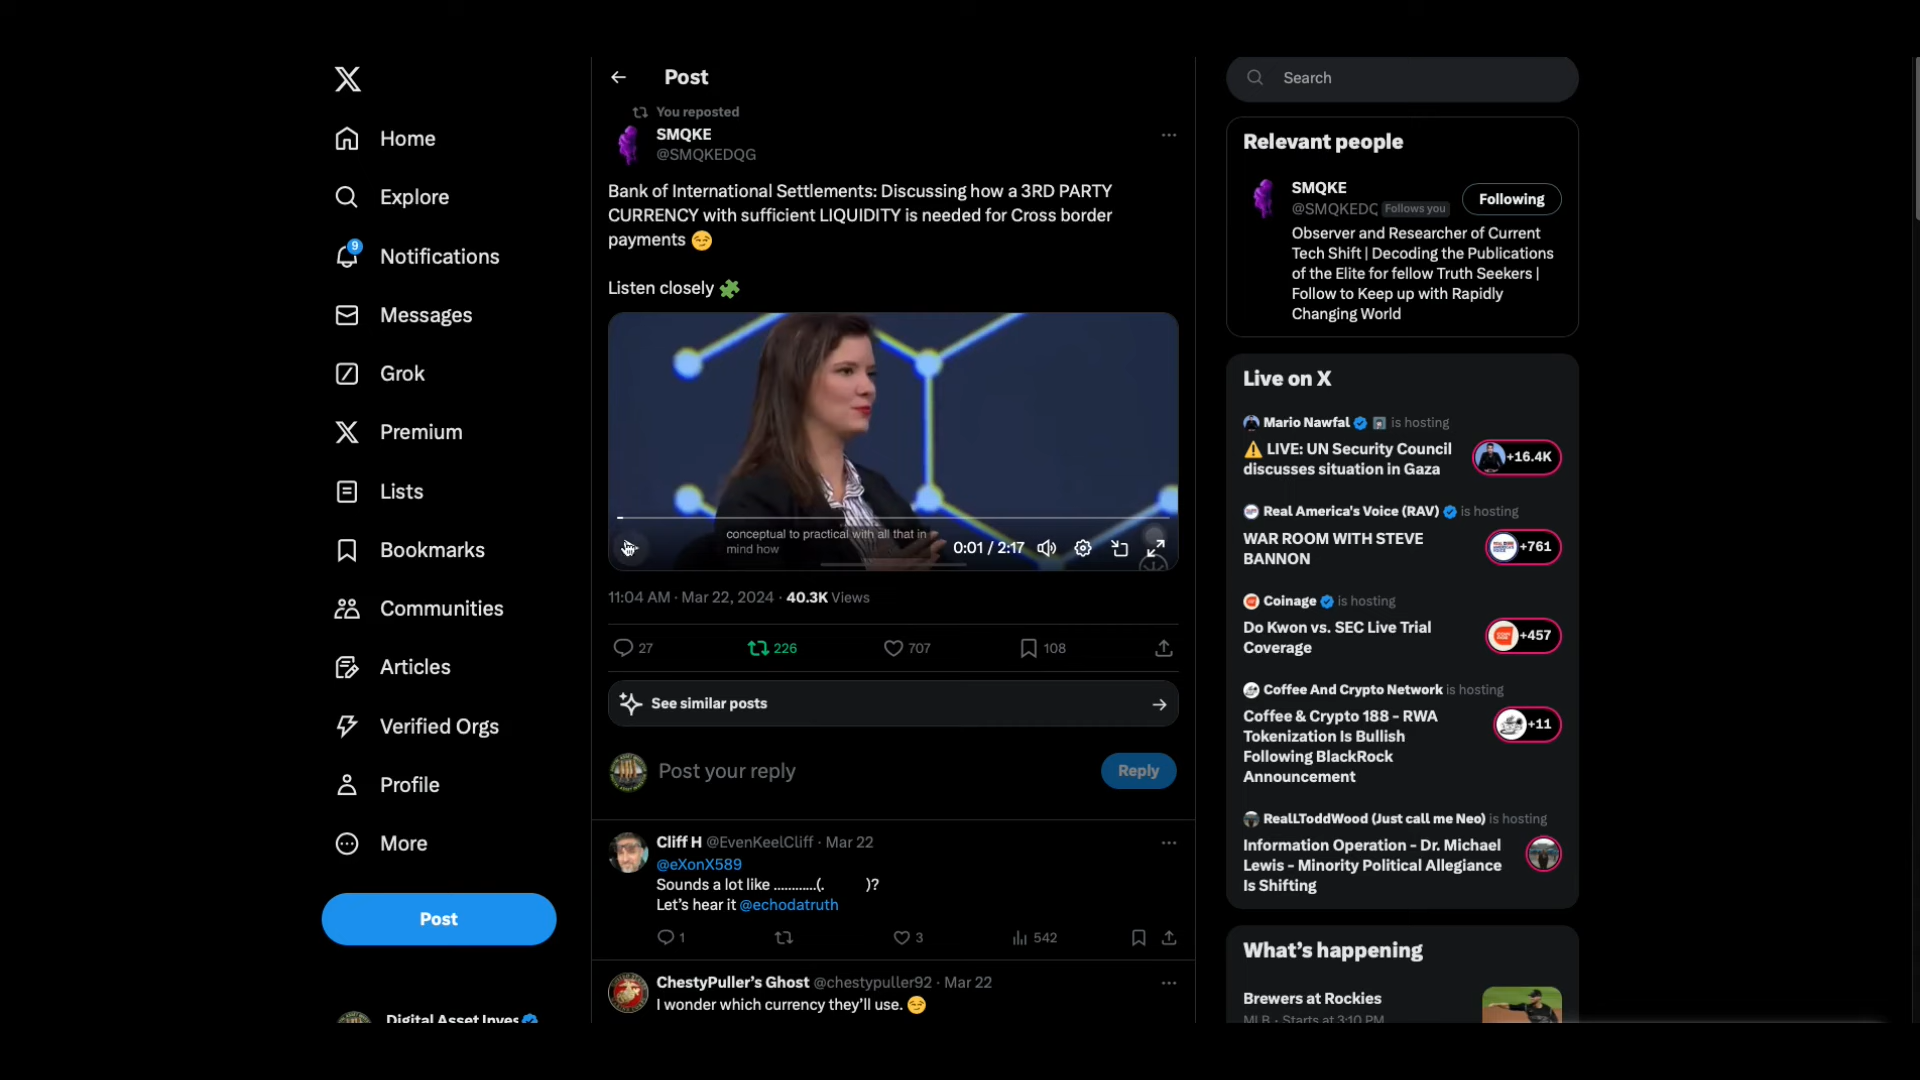 Home
Explore
9
Notifications
Messages
Grok
Premium
Lists
Bookmarks
Communities
Articles
Verified Orgs
Profile
More
Post
Digital Asset Inves
Post
You reposted
SMQKE
@SMQKEDQG
Bank of International Settlements: Discussing how a 3RD PARTY
CURRENCY with sufficient LIQUIDITY is needed for Cross border
payments 😏
Listen closely 🧩
conceptual to practical with all that in
mind how
0:01 / 2:17
11:04 AM · Mar 22, 2024 · 40.3K Views
27
226
707
108
See similar posts
Post your reply
Reply
Cliff H @EvenKeelCliff · Mar 22
@eXonX589
Sounds a lot like ............(. )?
Let’s hear it @echodatruth
1
3
542
ChestyPuller’s Ghost @chestypuller92 · Mar 22
I wonder which currency they’ll use. 😏
Search
Relevant people
SMQKE
@SMQKEDQ Follows you
Following
Observer and Researcher of Current
Tech Shift | Decoding the Publications
of the Elite for fellow Truth Seekers |
Follow to Keep up with Rapidly
Changing World
Live on X
Mario Nawfal is hosting
⚠️ LIVE: UN Security Council
discusses situation in Gaza
+16.4K
Real America's Voice (RAV) is hosting
WAR ROOM WITH STEVE
BANNON
+761
Coinage is hosting
Do Kwon vs. SEC Live Trial
Coverage
+457
Coffee And Crypto Network is hosting
Coffee & Crypto 188 - RWA
Tokenization Is Bullish
Following BlackRock
Announcement
+11
RealLToddWood (Just call me Neo) is hosting
Information Operation - Dr. Michael
Lewis - Minority Political Allegiance
Is Shifting
What’s happening
Brewers at Rockies
MLB · Starts at 3:10 PM